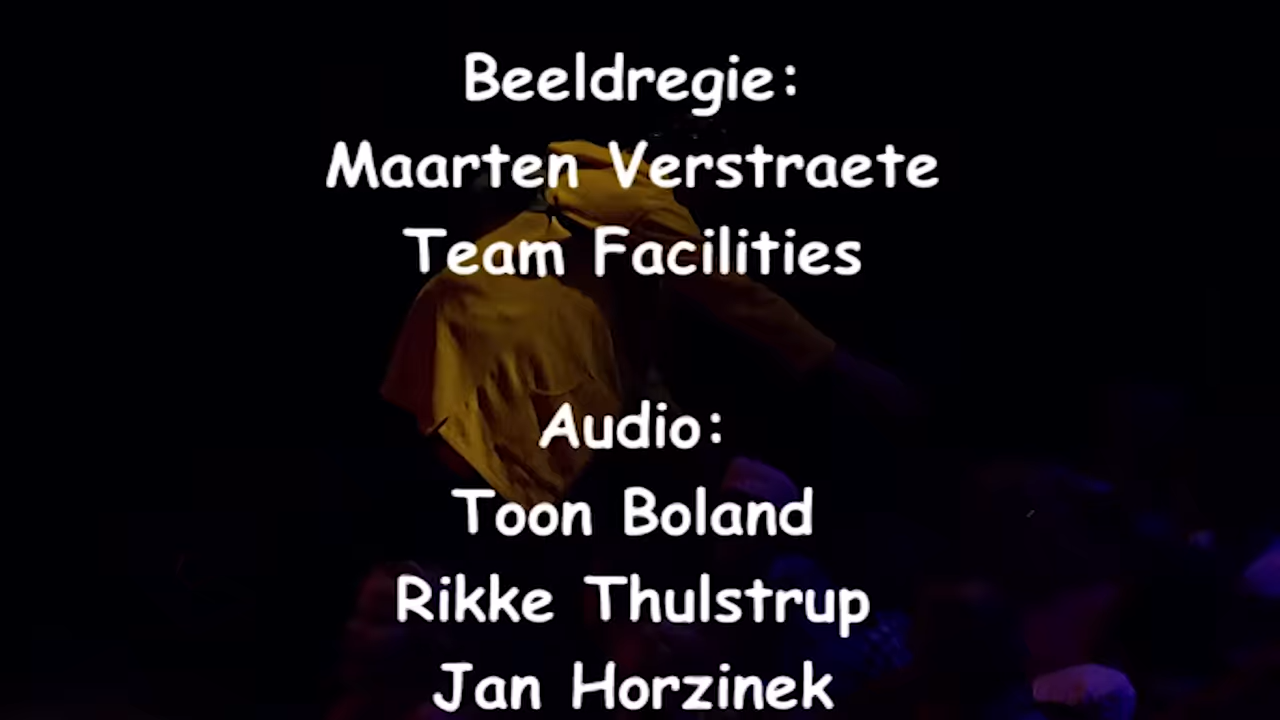 Beeldregie:
Maarten Verstraete
Team Facilities
Audio:
Toon Boland
Rikke Thulstrup
Jan Horzinek